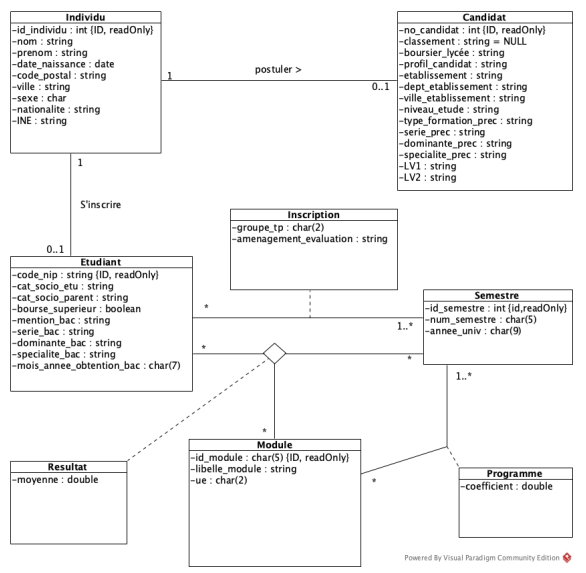 Individu
-id_individu : int {ID, readOnly}
-nom : string
-prenom : string
-date_naissance : date
-code_postal : string
-ville : string
-sexe : char
-nationalite : string
-INE : string
1
postuler >
0..1
Candidat
-no_candidat : int {ID, readOnly}
-classement : string = NULL
-boursier_lycée : string
-profil_candidat : string
-etablissement : string
-dept_etablissement : string
-ville_etablissement : string
-niveau_etude : string
-type_formation_prec : string
-serie_prec : string
-dominante_prec : string
-specialite_prec : string
-LV1 : string
-LV2 : string
1
S'inscrire
0..1
Inscription
-groupe_tp : char(2)
-amenagement_evaluation : string
Etudiant
-code_nip : string {ID, readOnly}
-cat_socio_etu : string
-cat_socio_parent : string
-bourse_superieur : boolean
-mention_bac : string
-serie_bac : string
-dominante_bac : string
-specialite_bac : string
-mois_annee_obtention_bac : char(7)
*
1..*
*
*
Semestre
-id_semestre : int {id,readOnly}
-num_semestre : char(5)
-annee_univ : char(9)
1..*
*
Module
-id_module : char(5) {ID, readOnly}
-libelle_module : string
-ue : char(2)
*
Resultat
-moyenne : double
Programme
-coefficient : double
Powered By Visual Paradigm Community Edition